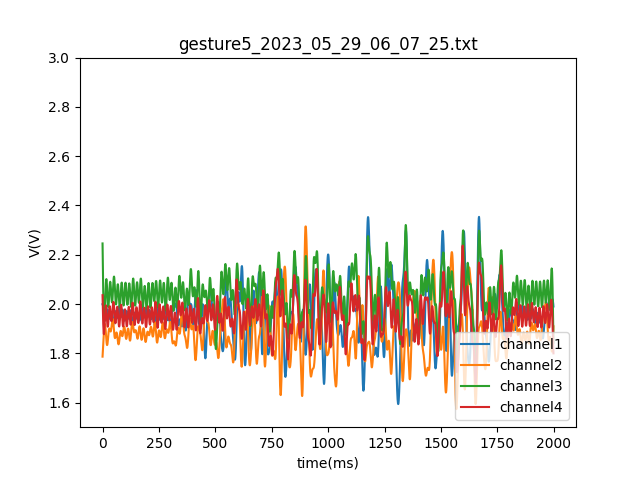 gesture5_2023_05_29_06_07_25.txt
3.0
2.8
2.6
2.4
2.2
2.0
1.8
1.6
V(V)
channel1
channel2
channel3
channel4
0 250 500 750 1000 1250 1500 1750 2000
time(ms)